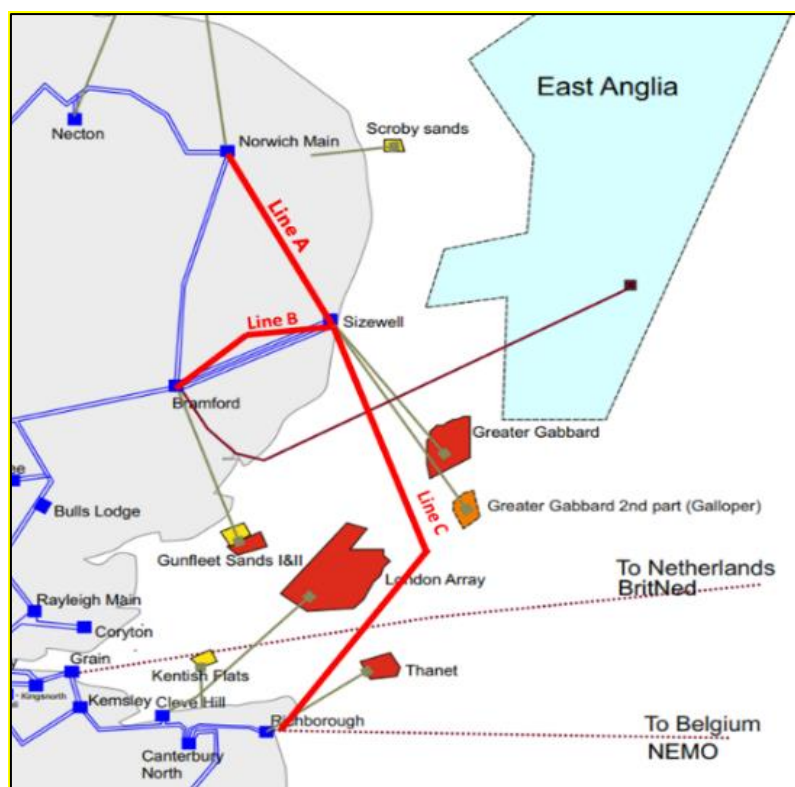 East Anglia
Scroby sands
Necton
Norwich Main
Line A
Line B
Sizewell
Bramford
Greater Gabbard
Line C
Greater Gabbard 2nd part (Galloper)
Bulls Lodge
Gunfleet Sands I&II
London Array
To Netherlands
BritNed
Rayleigh Main
Coryton
Grain
Kentish Flats
Thanet
Kingsnorth
Kemsley
Cleve Hill
Richborough
To Belgium
NEMO
Canterbury
North